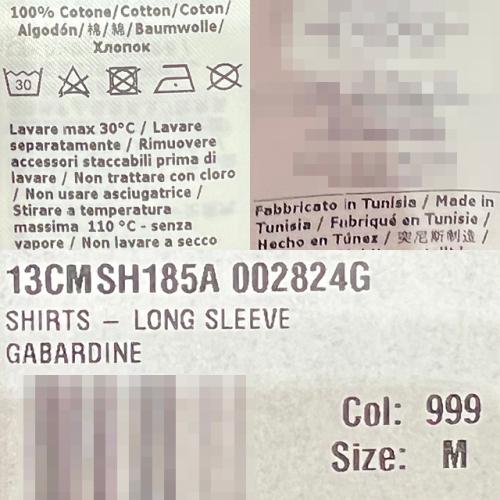 100% Cotone/Cotton/Coton/
Algodón/棉/綿/Baumwolle/
Хлопок
30
Lavare max 30°C / Lavare
separatamente / Rimuovere
accessori staccabili prima di
lavare / Non trattare con cloro
/ Non usare asciugatrice /
Stirare a temperatura
massima 110 °C - senza
vapore / Non lavare a secco
Fabbricato in Tunisia / Made in
Tunisia / Fabriqué en Tunisie /
Hecho en Túnez / 突尼斯制造 /
13CMSH185A 002824G
SHIRTS – LONG SLEEVE
GABARDINE
Col: 999
Size: M